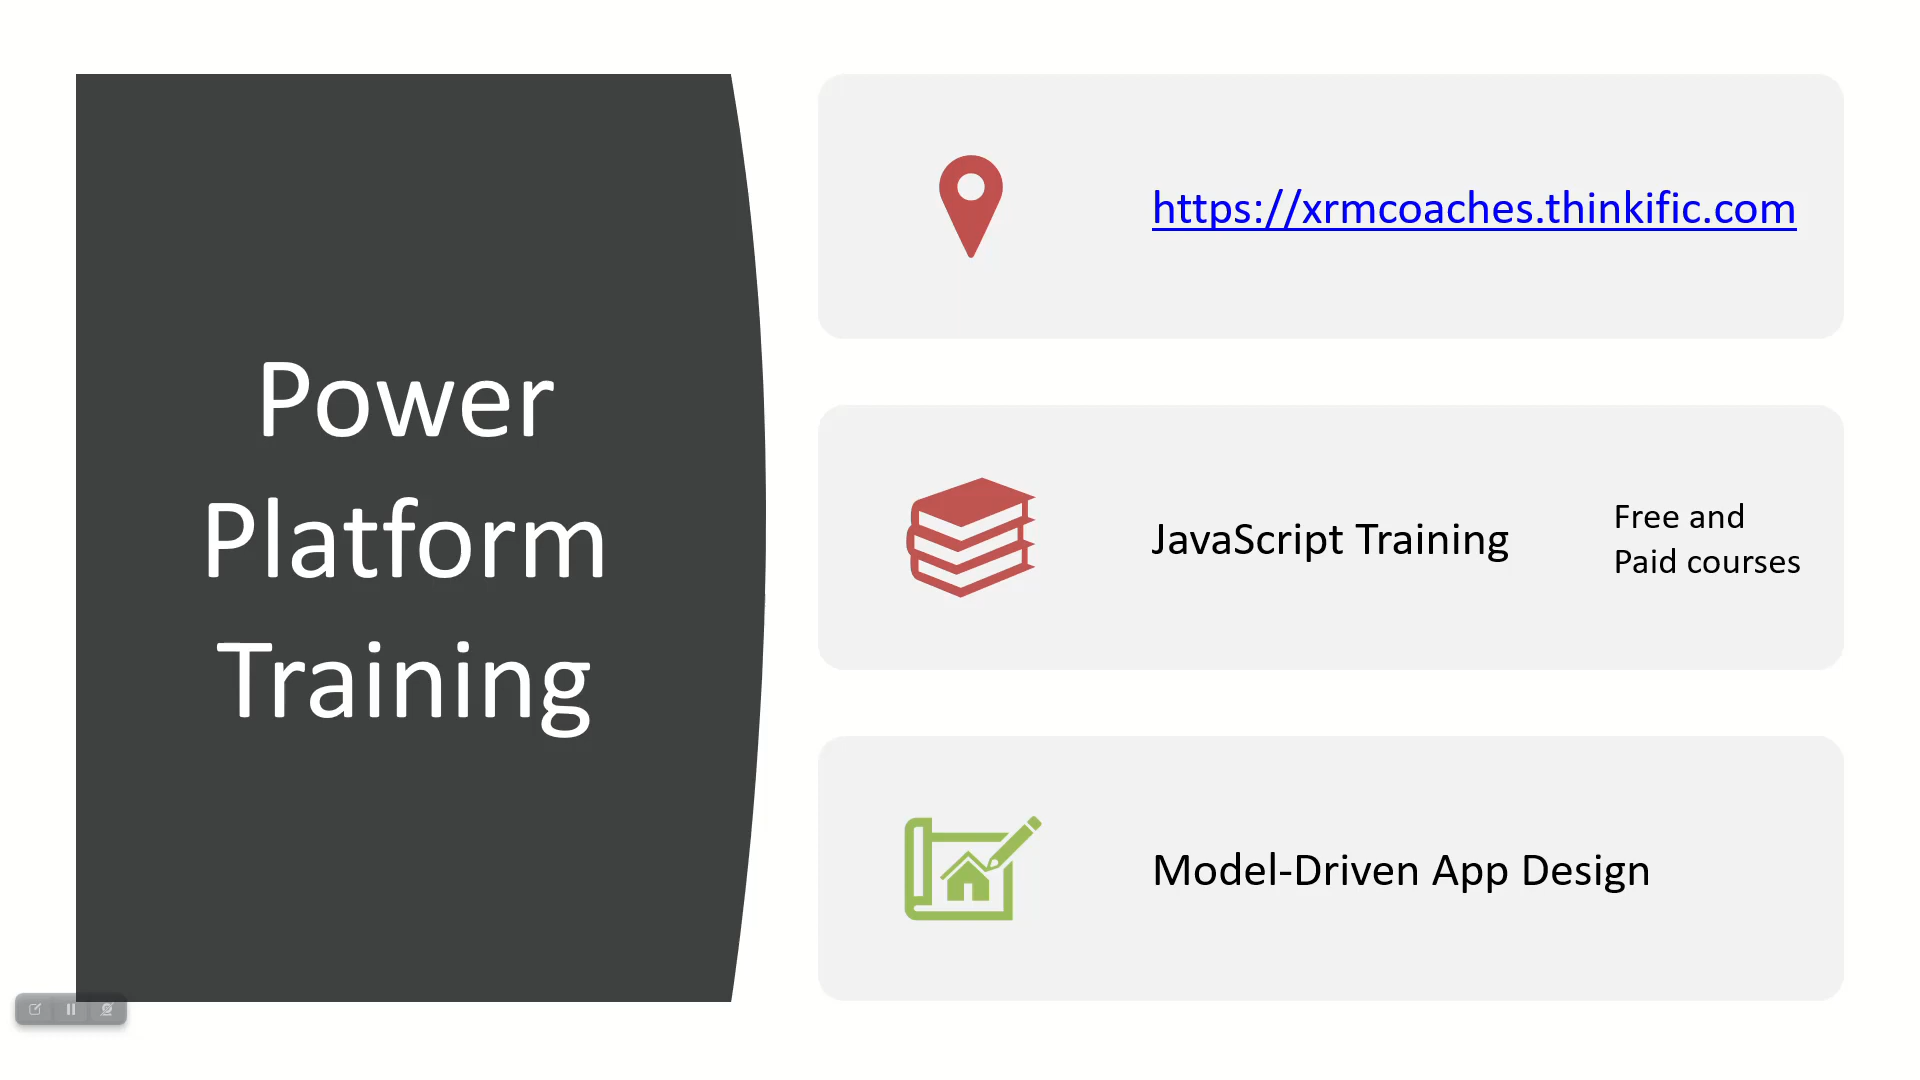 Power
Platform
Training
https://xrmcoaches.thinkific.com
JavaScript Training
Free and
Paid courses
Model-Driven App Design